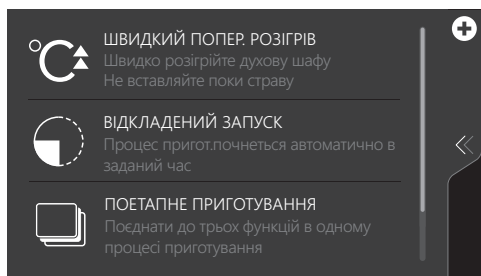 ШВИДКИЙ ПОПЕР. РОЗІГРІВ
Швидко розігрійте духову шафу
Не вставляйте поки страву
ВІДКЛАДЕНИЙ ЗАПУСК
Процес пригот.почнеться автоматично в
заданий час
ПОЕТАПНЕ ПРИГОТУВАННЯ
Поєднати до трьох функцій в одному
процесі приготування